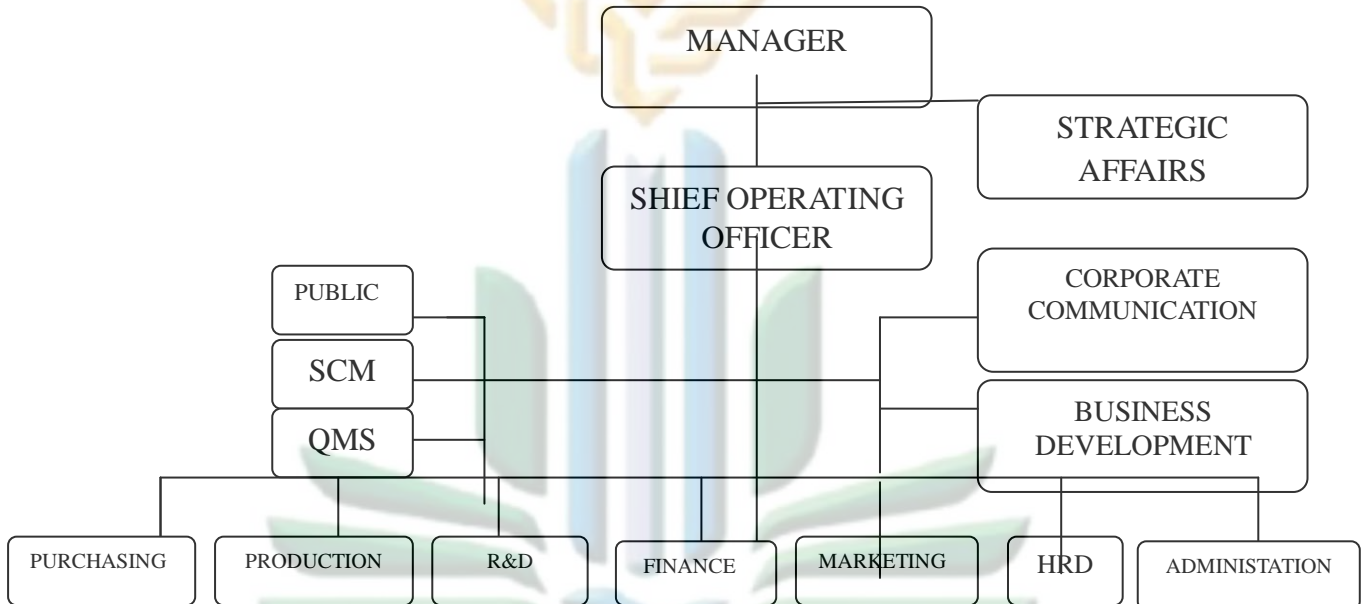 MANAGER
STRATEGIC
AFFAIRS
SHIEF OPERATING
OFFICER
CORPORATE
COMMUNICATION
PUBLIC
SCM
QMS
BUSINESS
DEVELOPMENT
PURCHASING
PRODUCTION
R&D
FINANCE
MARKETING
HRD
ADMINISTATION